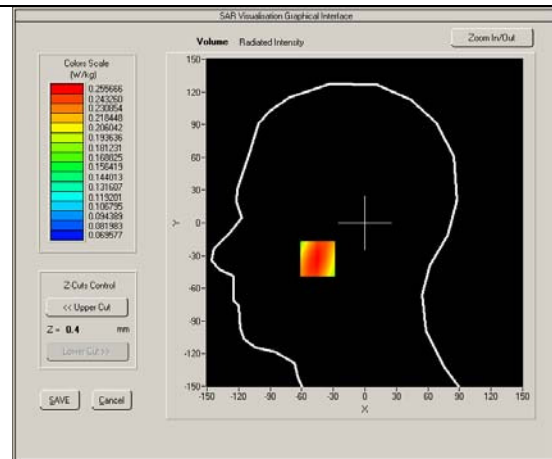 SAR Visualisation Graphical Interface
Volume Radiated Intensity
Zoom In/Out
Colors Scale
(W/kg)
0.255666
0.243260
0.230854
0.218448
0.206042
0.193636
0.181231
0.168825
0.156419
0.144013
0.131607
0.119201
0.106795
0.094389
0.081983
0.069577
Z-Cuts Control
<< Upper Cut
Z = 0.4 mm
Lower Cut >>
SAVE Cancel
150
120
90
60
30
Y 0
-30
-60
-90
-120
-150
-150 -120 -90 -60 -30 0 30 60 90 120 150
X